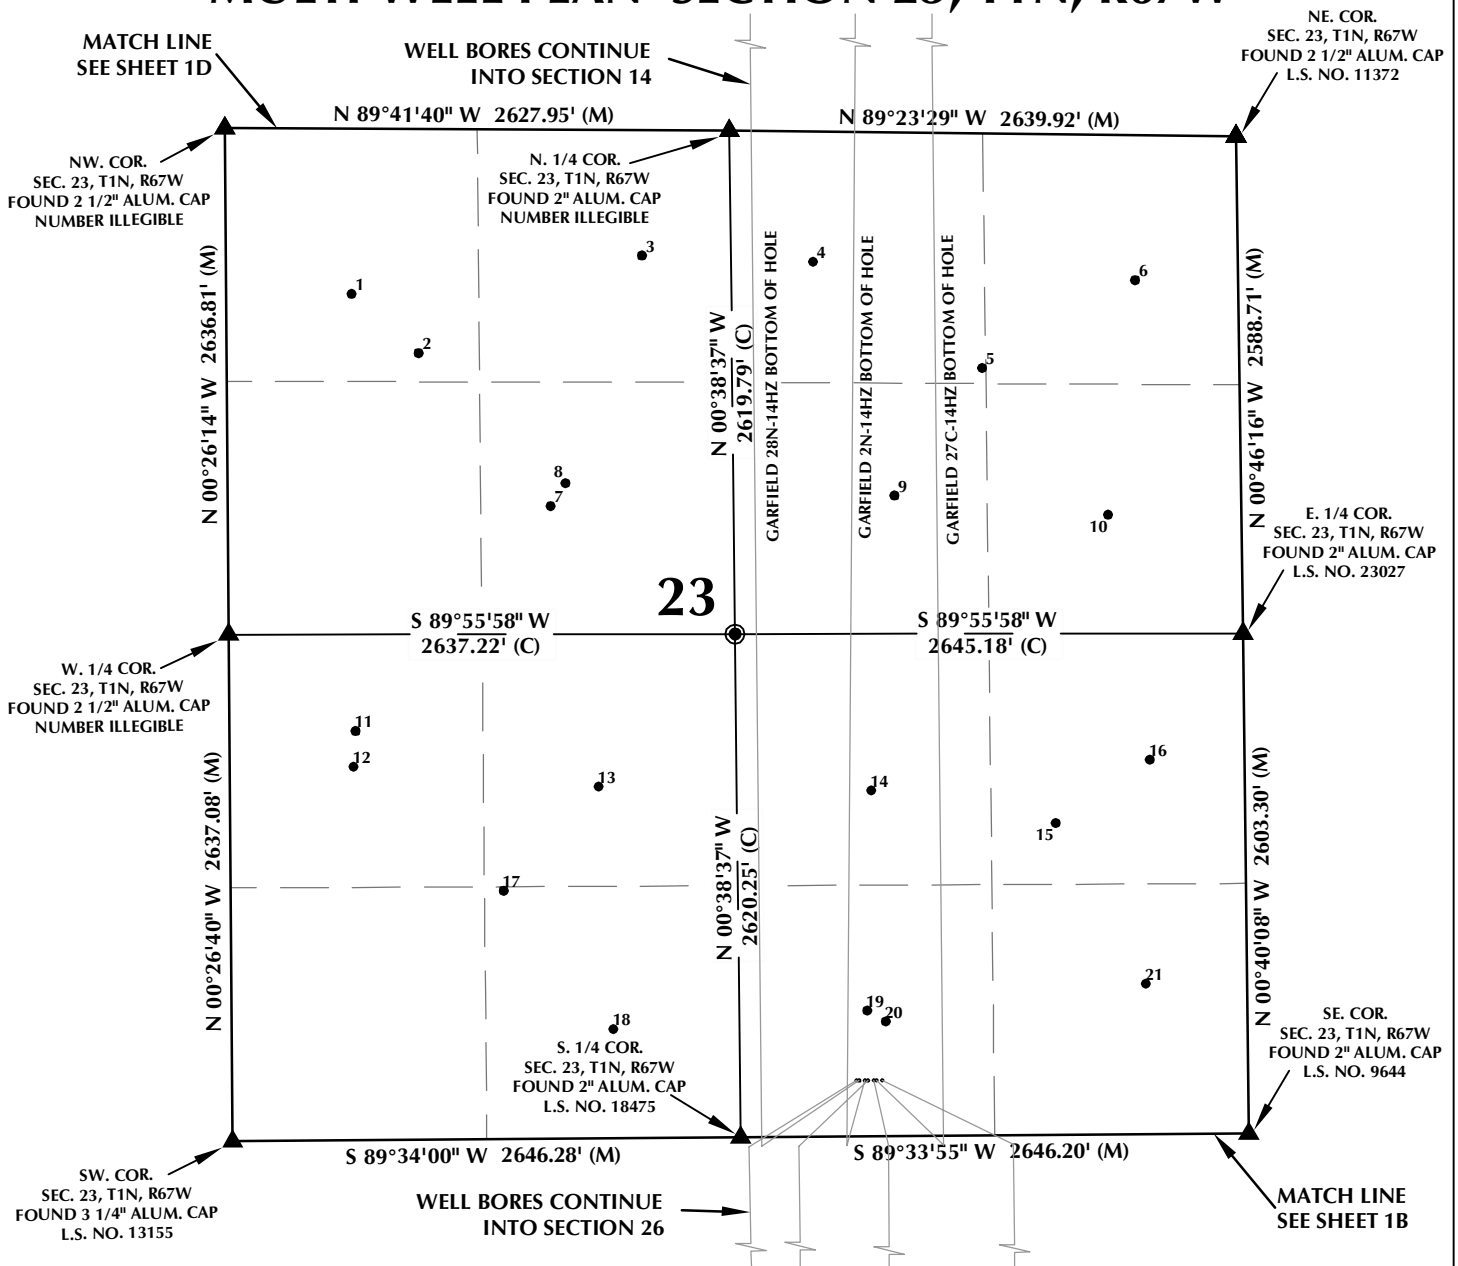 MULTI-WELL PLAN SECTION 23, T1N, R67W
NE. COR.
SEC. 23, T1N, R67W
FOUND 2 1/2" ALUM. CAP
L.S. NO. 11372
MATCH LINE
SEE SHEET 1D
WELL BORES CONTINUE
INTO SECTION 14
N 89°41'40" W 2627.95' (M)
N 89°23'29" W 2639.92' (M)
NW. COR.
SEC. 23, T1N, R67W
FOUND 2 1/2" ALUM. CAP
NUMBER ILLEGIBLE
N. 1/4 COR.
SEC. 23, T1N, R67W
FOUND 2" ALUM. CAP
NUMBER ILLEGIBLE
3
4
6
1
2
5
N 00°26'14" W 2636.81' (M)
N 00°38'37" W
2619.79' (C)
GARFIELD 28N-14HZ BOTTOM OF HOLE
GARFIELD 2N-14HZ BOTTOM OF HOLE
GARFIELD 27C-14HZ BOTTOM OF HOLE
N 00°46'16" W 2588.71' (M)
8
7
9
10
E. 1/4 COR.
SEC. 23, T1N, R67W
FOUND 2" ALUM. CAP
L.S. NO. 23027
23
S 89°55'58" W
2637.22' (C)
S 89°55'58" W
2645.18' (C)
W. 1/4 COR.
SEC. 23, T1N, R67W
FOUND 2 1/2" ALUM. CAP
NUMBER ILLEGIBLE
11
12
13
14
15
16
17
N 00°26'40" W 2637.08' (M)
N 00°38'37" W
2620.25' (C)
N 00°40'08" W 2603.30' (M)
21
19
20
18
S. 1/4 COR.
SEC. 23, T1N, R67W
FOUND 2" ALUM. CAP
L.S. NO. 18475
SE. COR.
SEC. 23, T1N, R67W
FOUND 2" ALUM. CAP
L.S. NO. 9644
S 89°34'00" W 2646.28' (M)
S 89°33'55" W 2646.20' (M)
SW. COR.
SEC. 23, T1N, R67W
FOUND 3 1/4" ALUM. CAP
L.S. NO. 13155
WELL BORES CONTINUE
INTO SECTION 26
MATCH LINE
SEE SHEET 1B